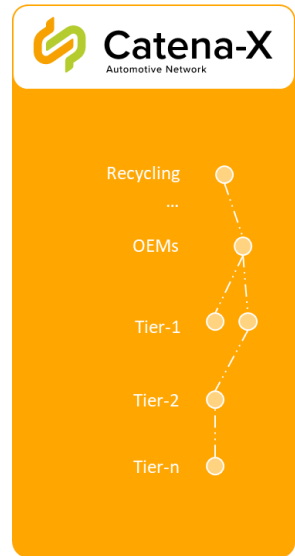 Catena-X
Automotive Network
Recycling
...
OEMs
Tier-1
Tier-2
Tier-n